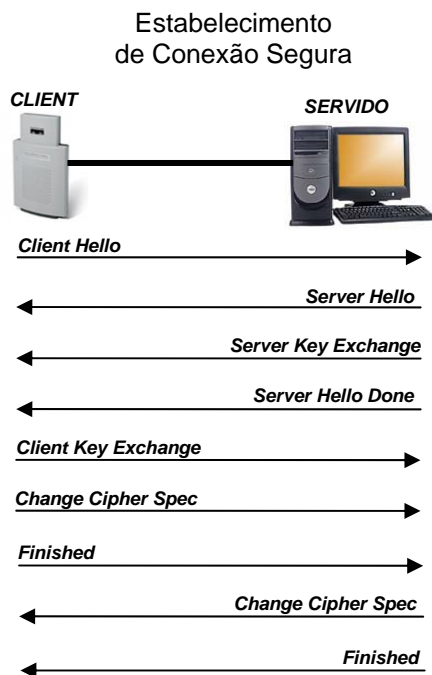 Estabelecimento
de Conexão Segura
CLIENT
SERVIDO
Client Hello
Server Hello
Server Key Exchange
Server Hello Done
Client Key Exchange
Change Cipher Spec
Finished
Change Cipher Spec
Finished